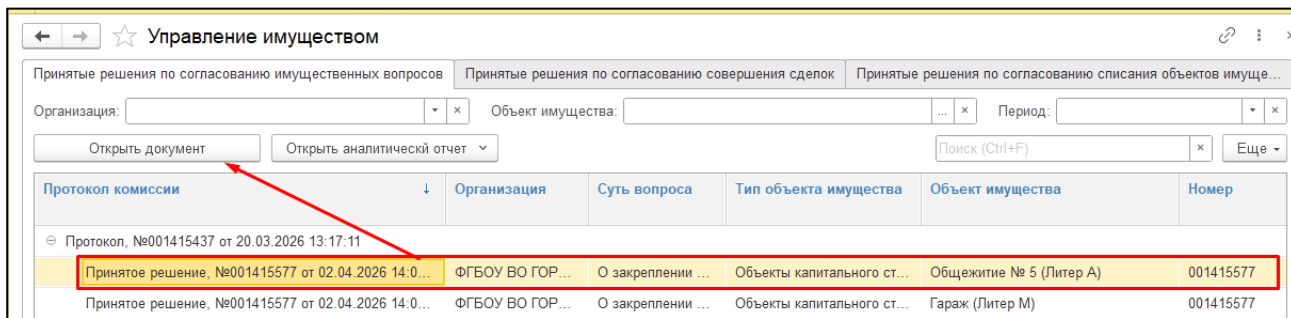 Управление имуществом
Принятые решения по согласованию имущественных вопросов Принятые решения по согласованию совершения сделок Принятые решения по согласованию списания объектов имуще...
Организация: Объект имущества: Период:
Открыть документ Открыть аналитическй отчет Поиск (Ctrl+F) Еще
Протокол комиссии Организация Суть вопроса Тип объекта имущества Объект имущества Номер
Протокол, №001415437 от 20.03.2026 13:17:11
Принятое решение, №001415577 от 02.04.2026 14:0... ФГБОУ ВО ГОР... О закреплении ... Объекты капитального ст... Общежитие № 5 (Литер А) 001415577
Принятое решение, №001415577 от 02.04.2026 14:0... ФГБОУ ВО ГОР... О закреплении ... Объекты капитального ст... Гараж (Литер М) 001415577